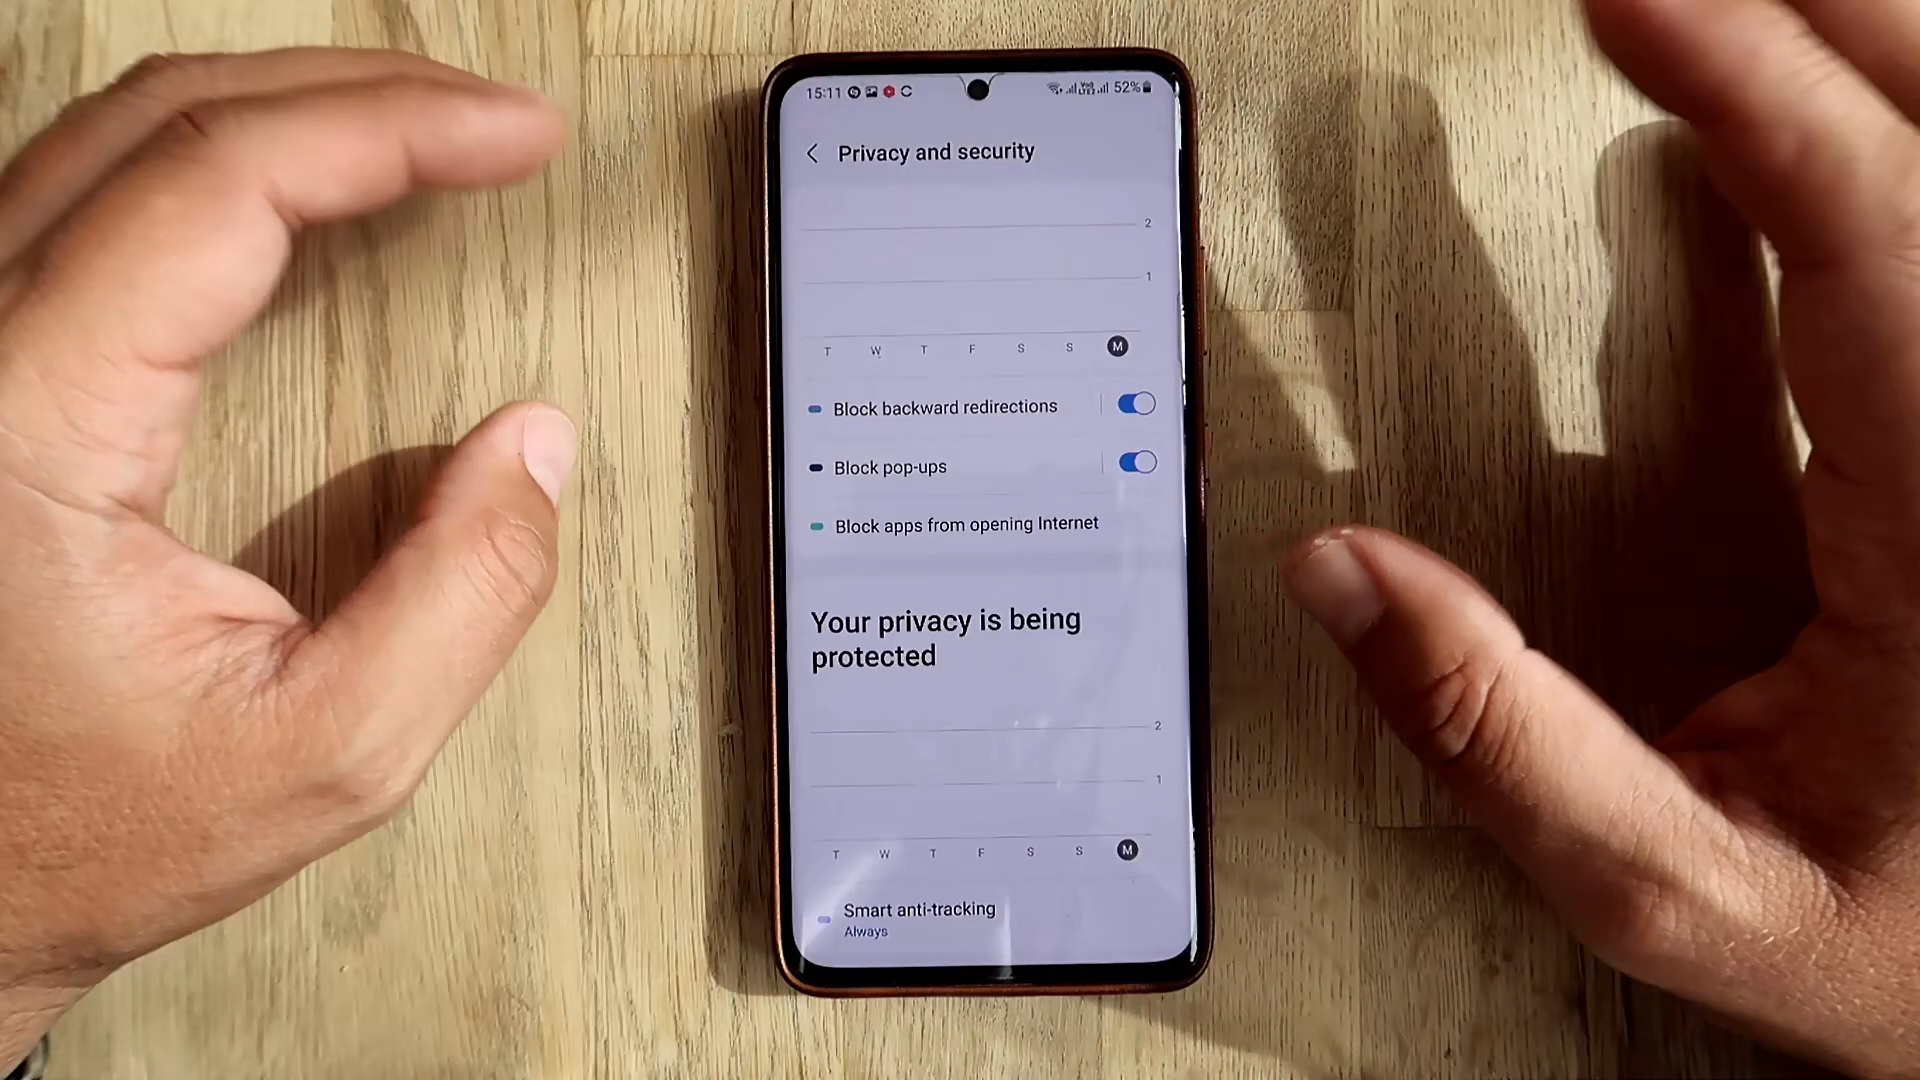 15:11 52%
Privacy and security
2
1
T W T F S S M
Block backward redirections
Block pop-ups
Block apps from opening Internet
Your privacy is being
protected
2
1
T W T F S S M
Smart anti-tracking
Always